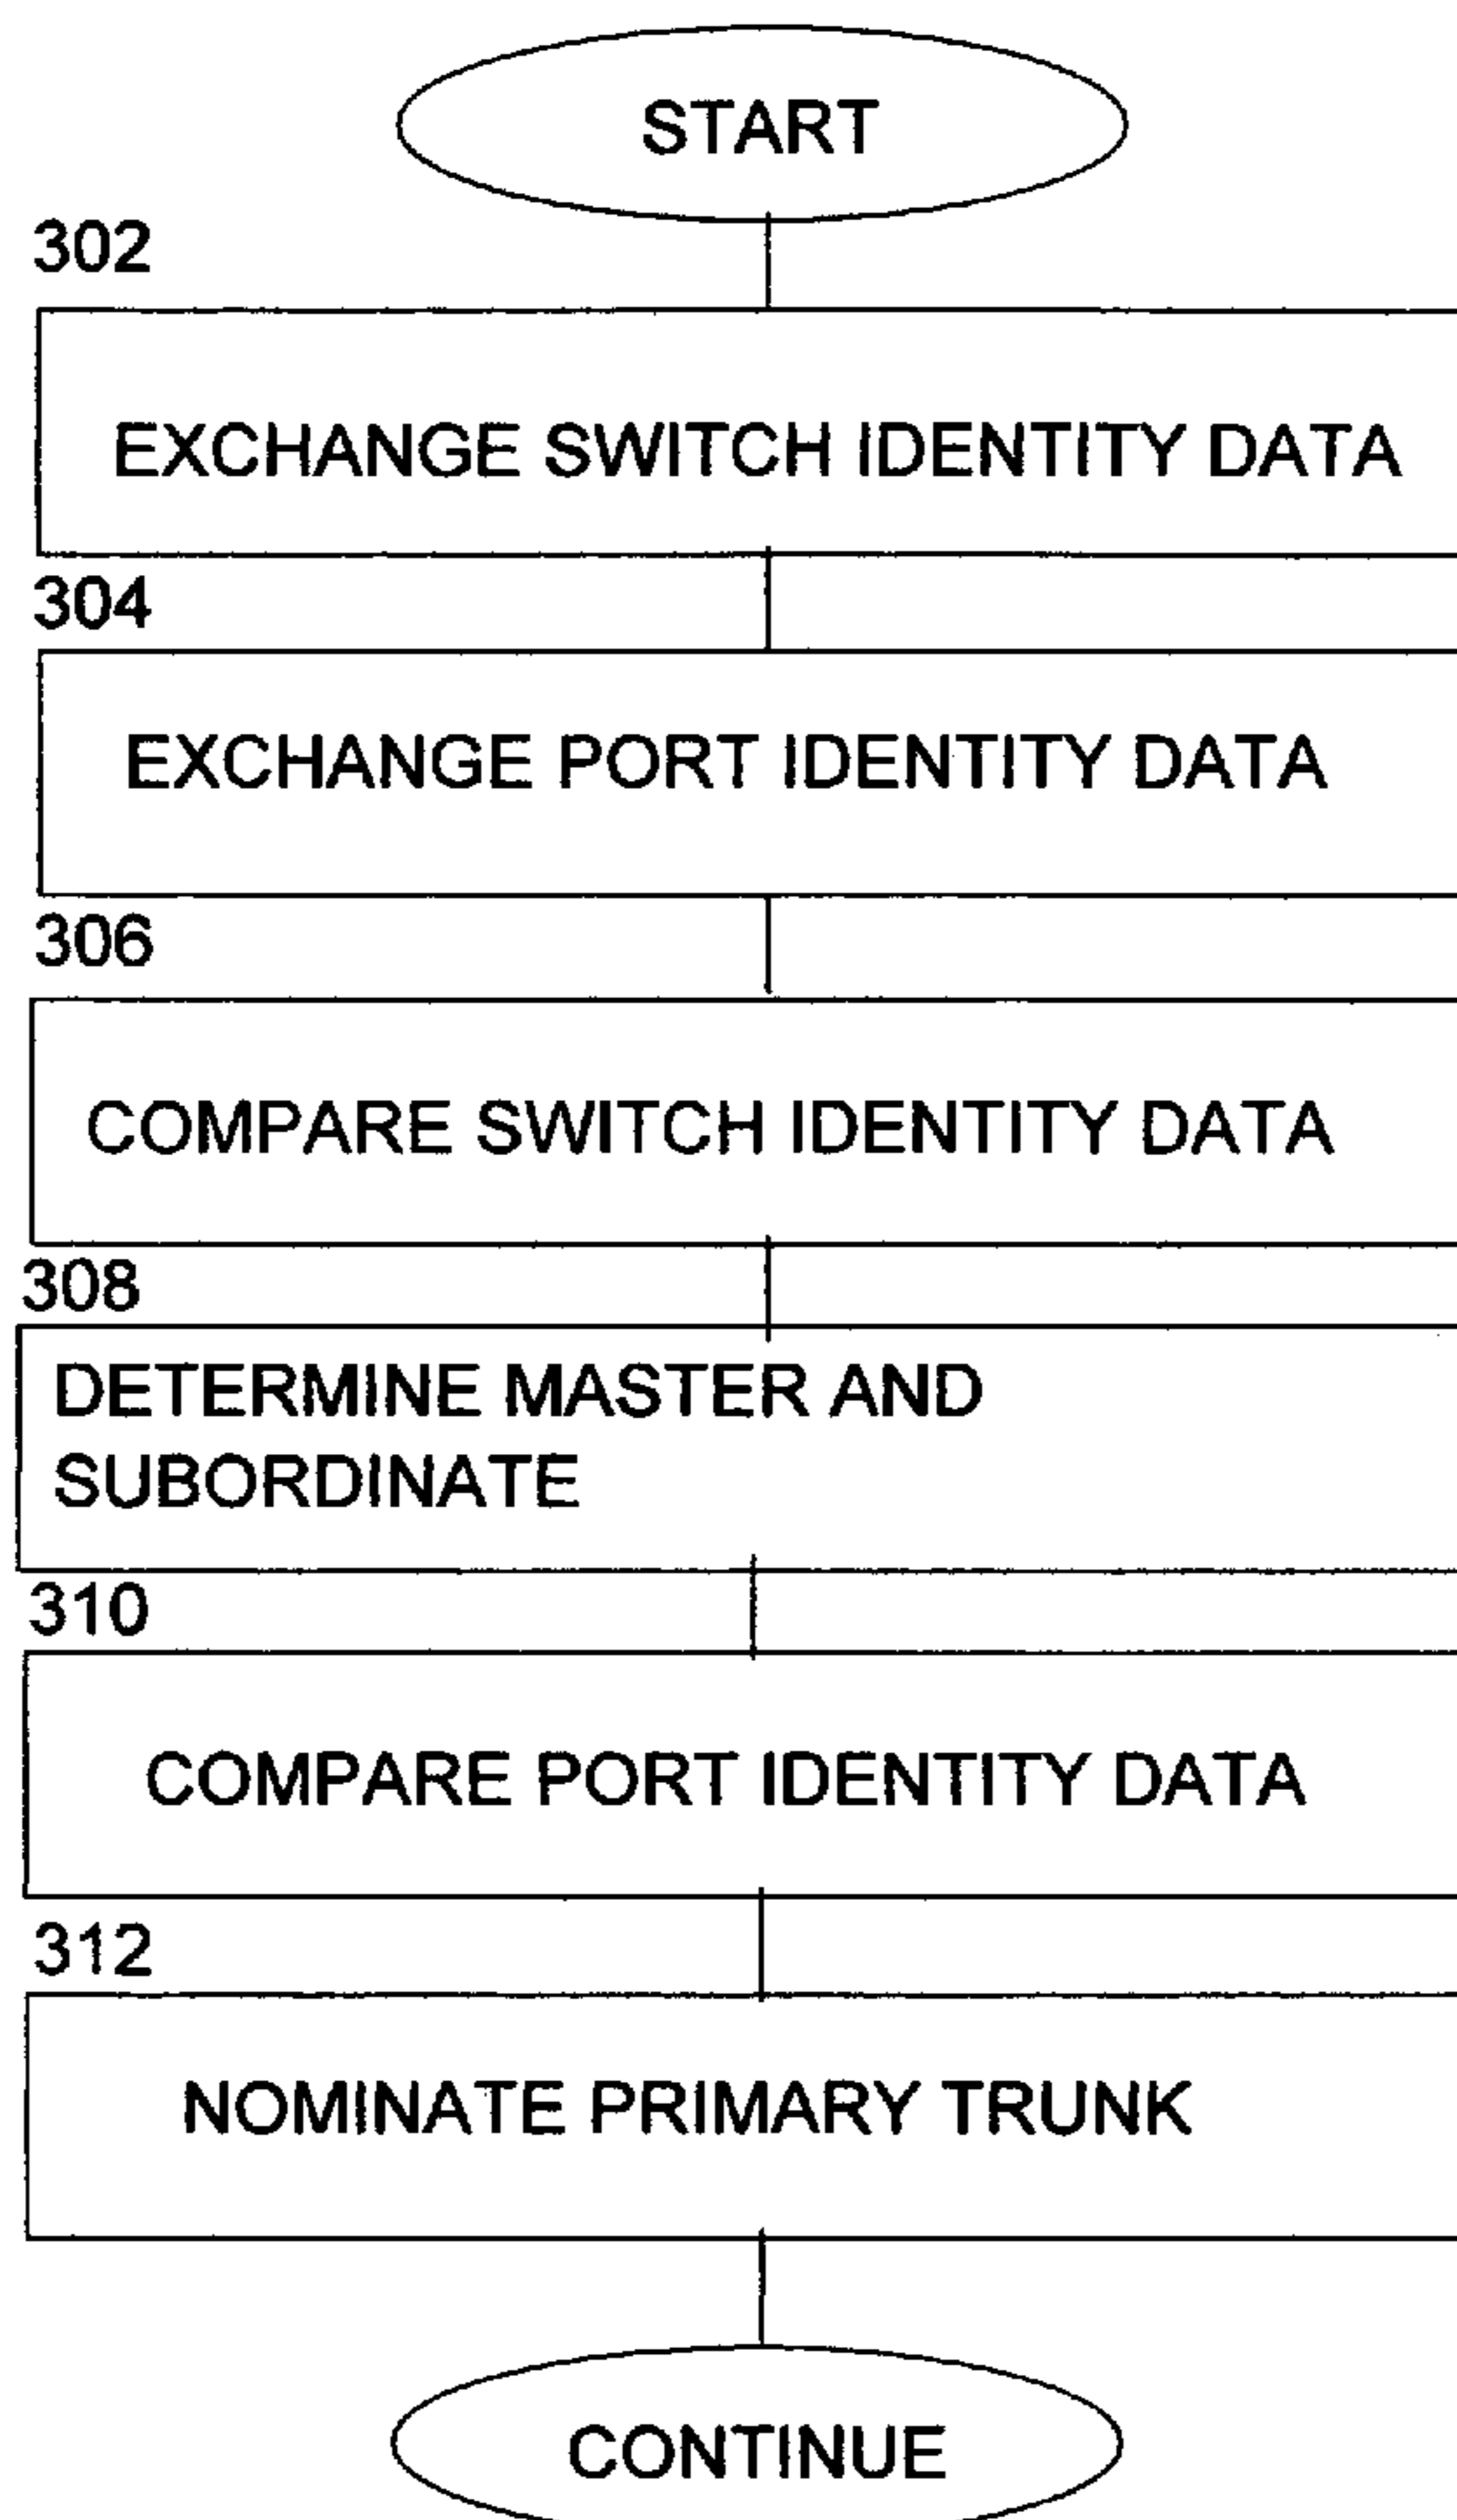 START
302
EXCHANGE SWITCH IDENTITY DATA
304
EXCHANGE PORT IDENTITY DATA
306
COMPARE SWITCH IDENTITY DATA
308
DETERMINE MASTER AND
SUBORDINATE
310
COMPARE PORT IDENTITY DATA
312
NOMINATE PRIMARY TRUNK
CONTINUE